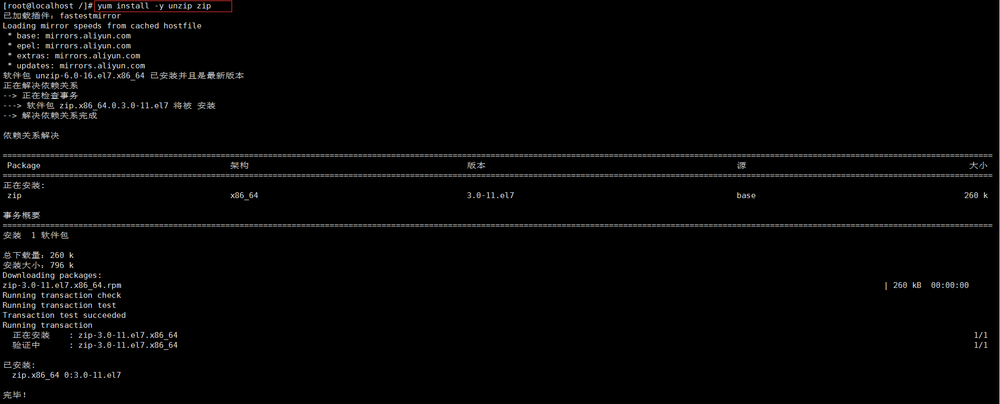 [root@localhost /]# yum install -y unzip zip
已加载插件：fastestmirror
Loading mirror speeds from cached hostfile
 * base: mirrors.aliyun.com
 * epel: mirrors.aliyun.com
 * extras: mirrors.aliyun.com
 * updates: mirrors.aliyun.com
软件包 unzip-6.0-16.el7.x86_64 已安装并且是最新版本
正在解决依赖关系
--> 正在检查事务
---> 软件包 zip.x86_64.0.3.0-11.el7 将被 安装
--> 解决依赖关系完成
依赖关系解决
================================================================================
 Package 架构 版本 源 大小
================================================================================
正在安装:
 zip x86_64 3.0-11.el7 base 260 k
事务概要
================================================================================
安装  1 软件包
总下载量：260 k
安装大小：796 k
Downloading packages:
zip-3.0-11.el7.x86_64.rpm | 260 kB  00:00:00
Running transaction check
Running transaction test
Transaction test succeeded
Running transaction
  正在安装    : zip-3.0-11.el7.x86_64 1/1
  验证中      : zip-3.0-11.el7.x86_64 1/1
已安装:
  zip.x86_64 0:3.0-11.el7
完毕！